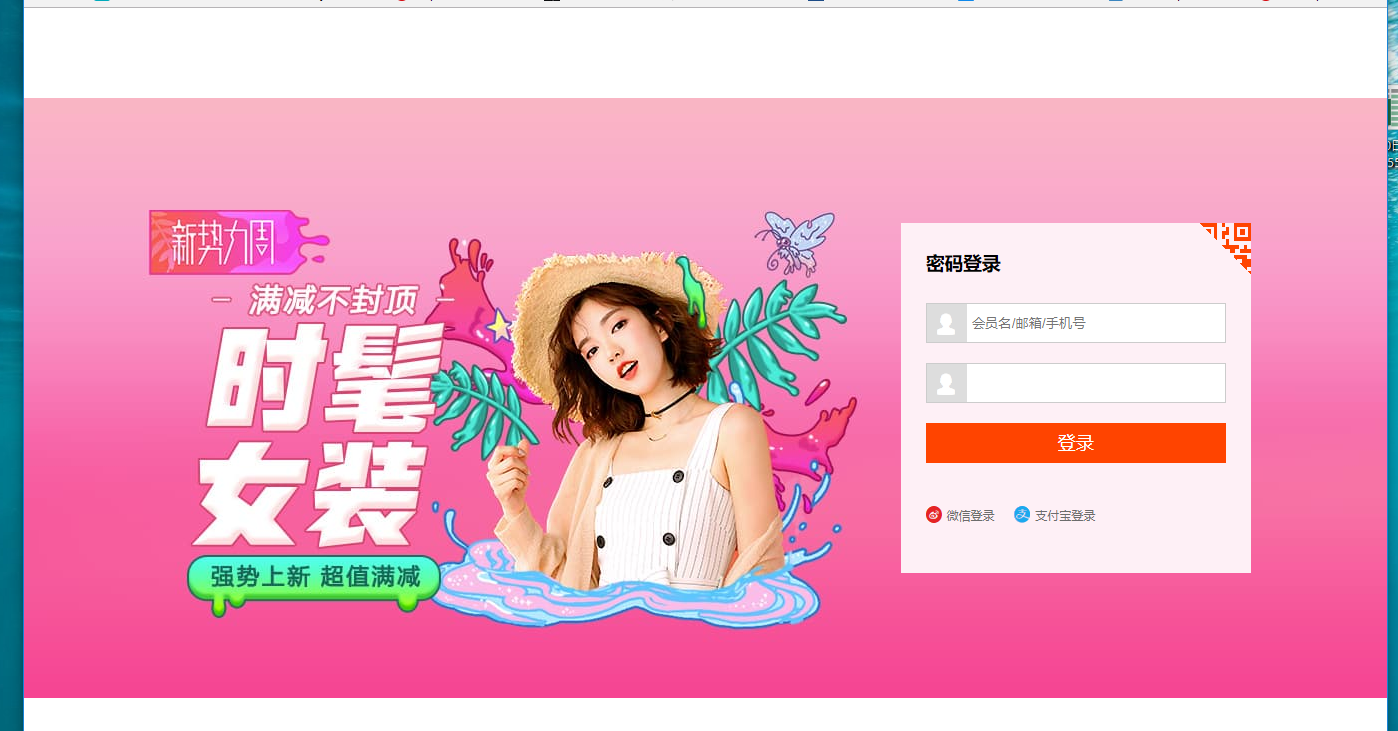 新势力周
满减不封顶
时髦
女装
强势上新 超值满减
密码登录
会员名/邮箱/手机号
登录
微信登录
支付宝登录